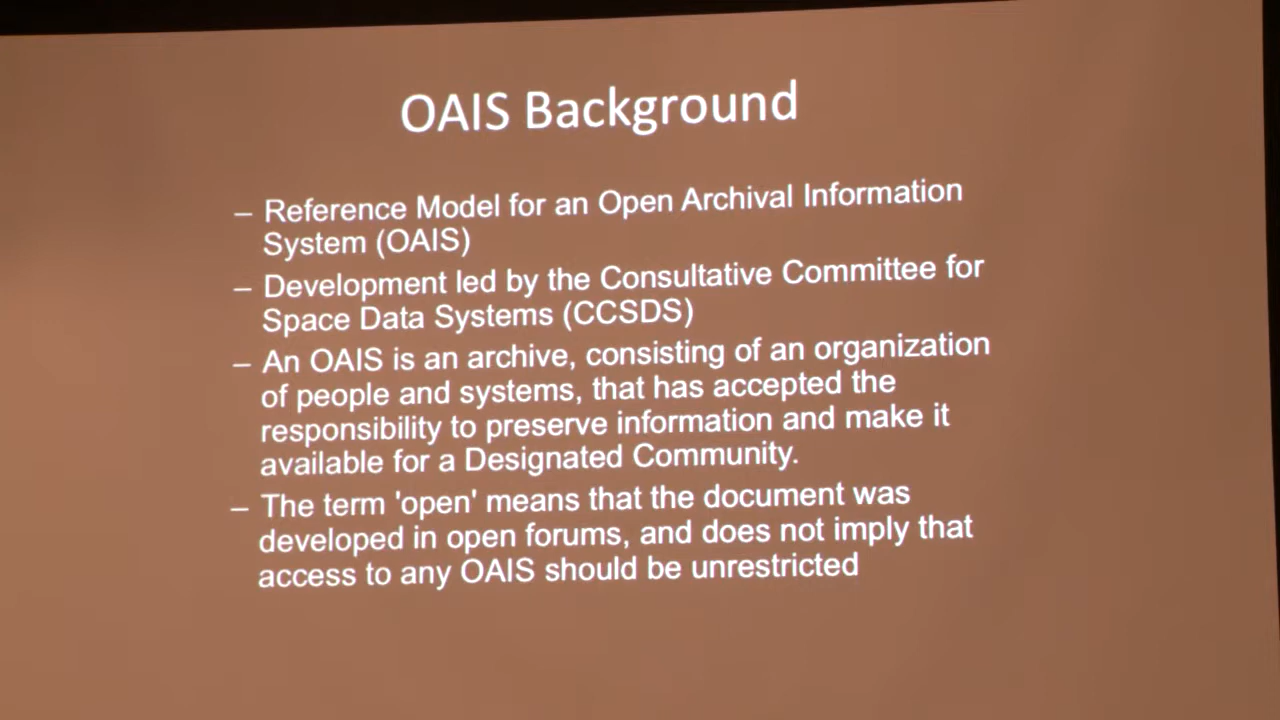 OAIS Background
– Reference Model for an Open Archival Information
System (OAIS)
– Development led by the Consultative Committee for
Space Data Systems (CCSDS)
– An OAIS is an archive, consisting of an organization
of people and systems, that has accepted the
responsibility to preserve information and make it
available for a Designated Community.
– The term 'open' means that the document was
developed in open forums, and does not imply that
access to any OAIS should be unrestricted